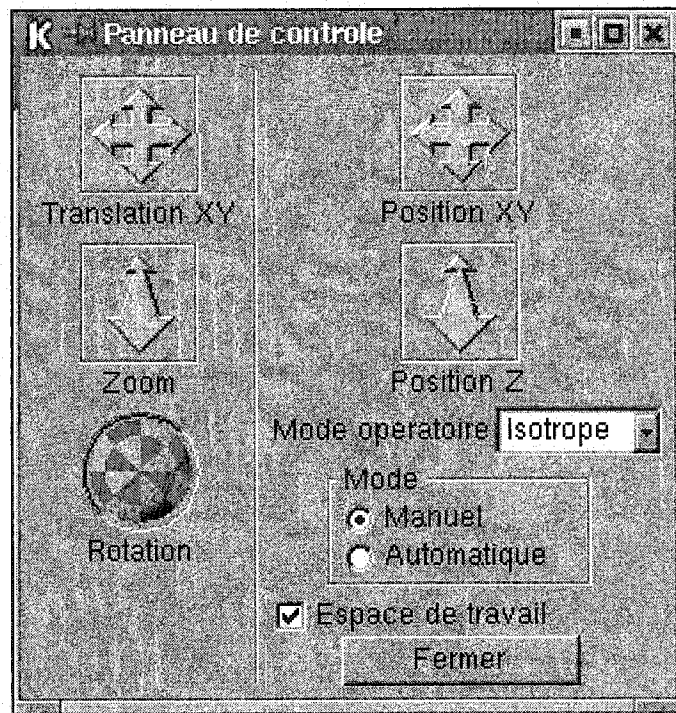 K Panneau de controle
Translation XY
Zoom
Rotation
Position XY
Position Z
Mode operatoire Isotrope
Mode
Manuel
Automatique
Espace de travail
Fermer